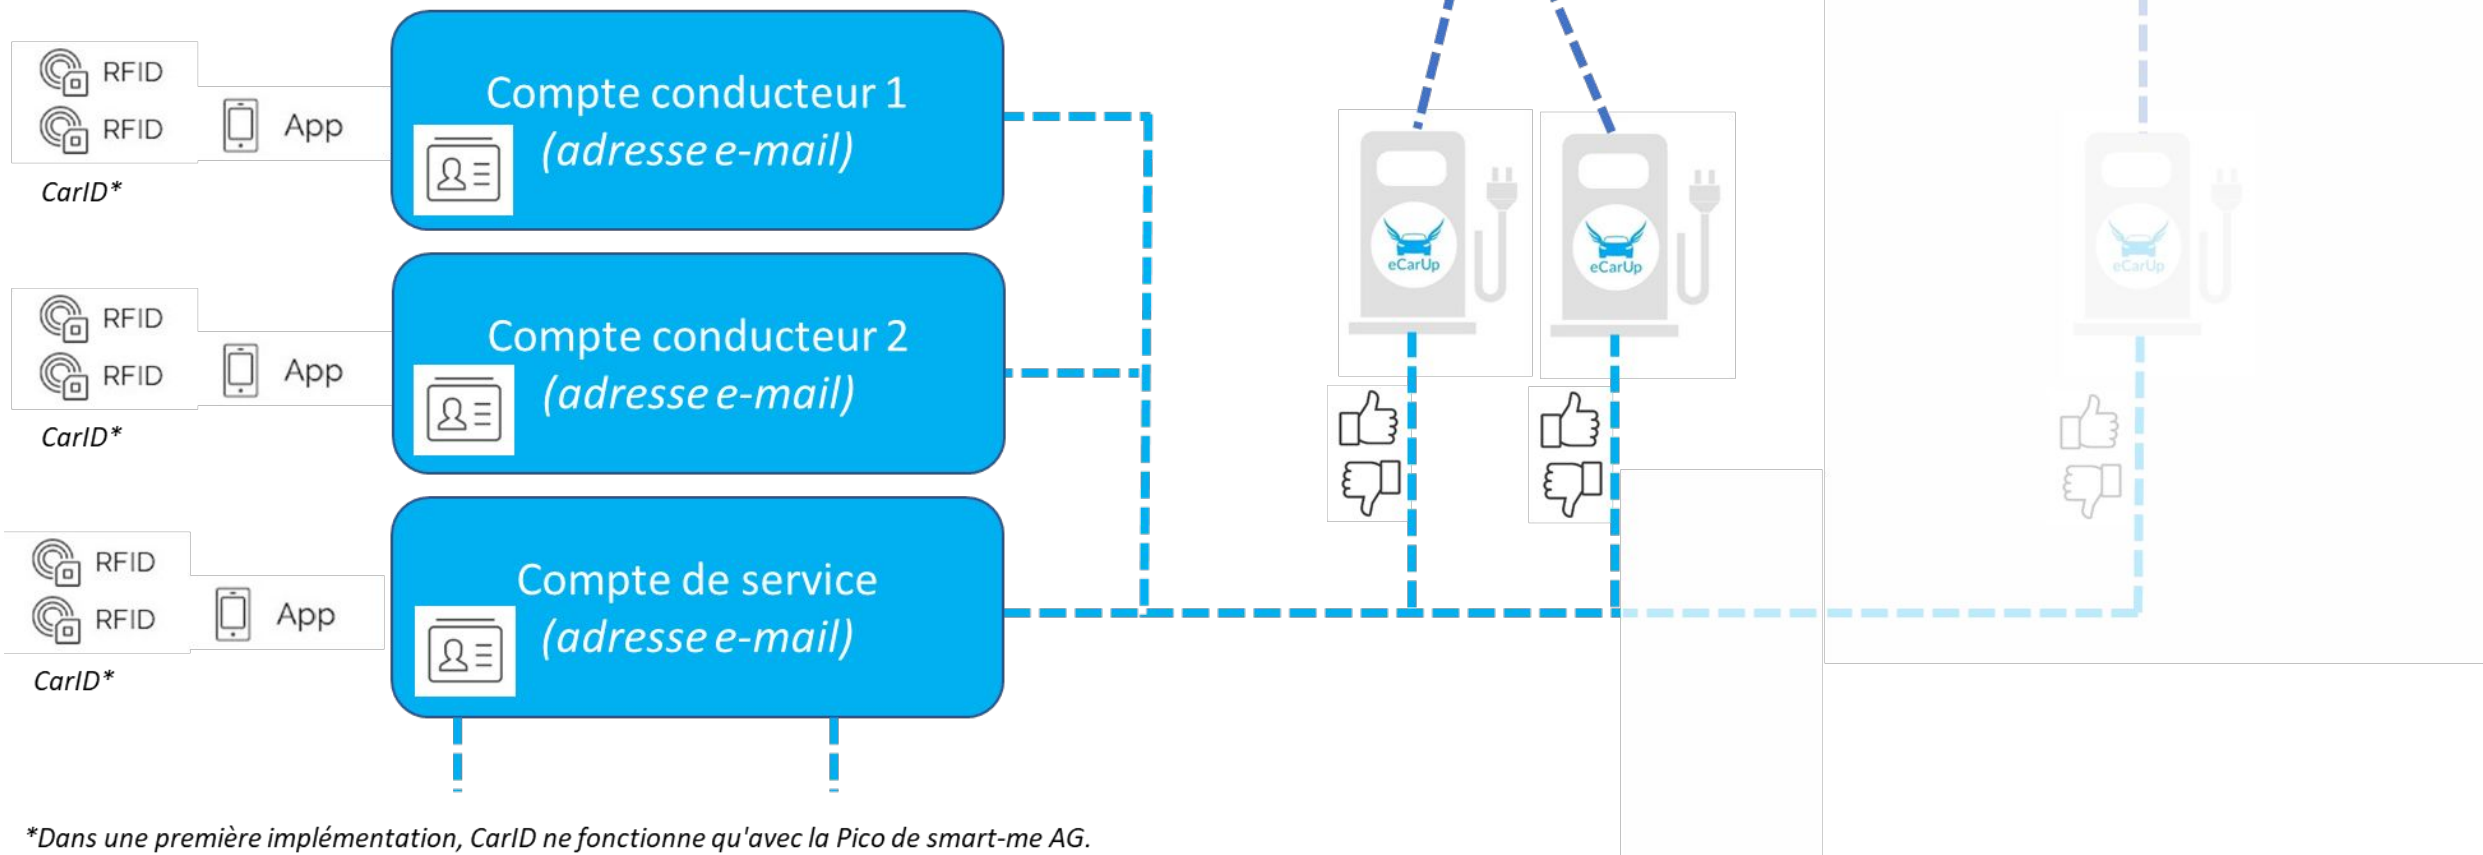 RFID
RFID
App
CarID*
Compte conducteur 1
(adresse e-mail)
eCarUp
eCarUp
eCarUp
RFID
RFID
App
CarID*
Compte conducteur 2
(adresse e-mail)
RFID
RFID
App
CarID*
Compte de service
(adresse e-mail)
*Dans une première implémentation, CarID ne fonctionne qu'avec la Pico de smart-me AG.